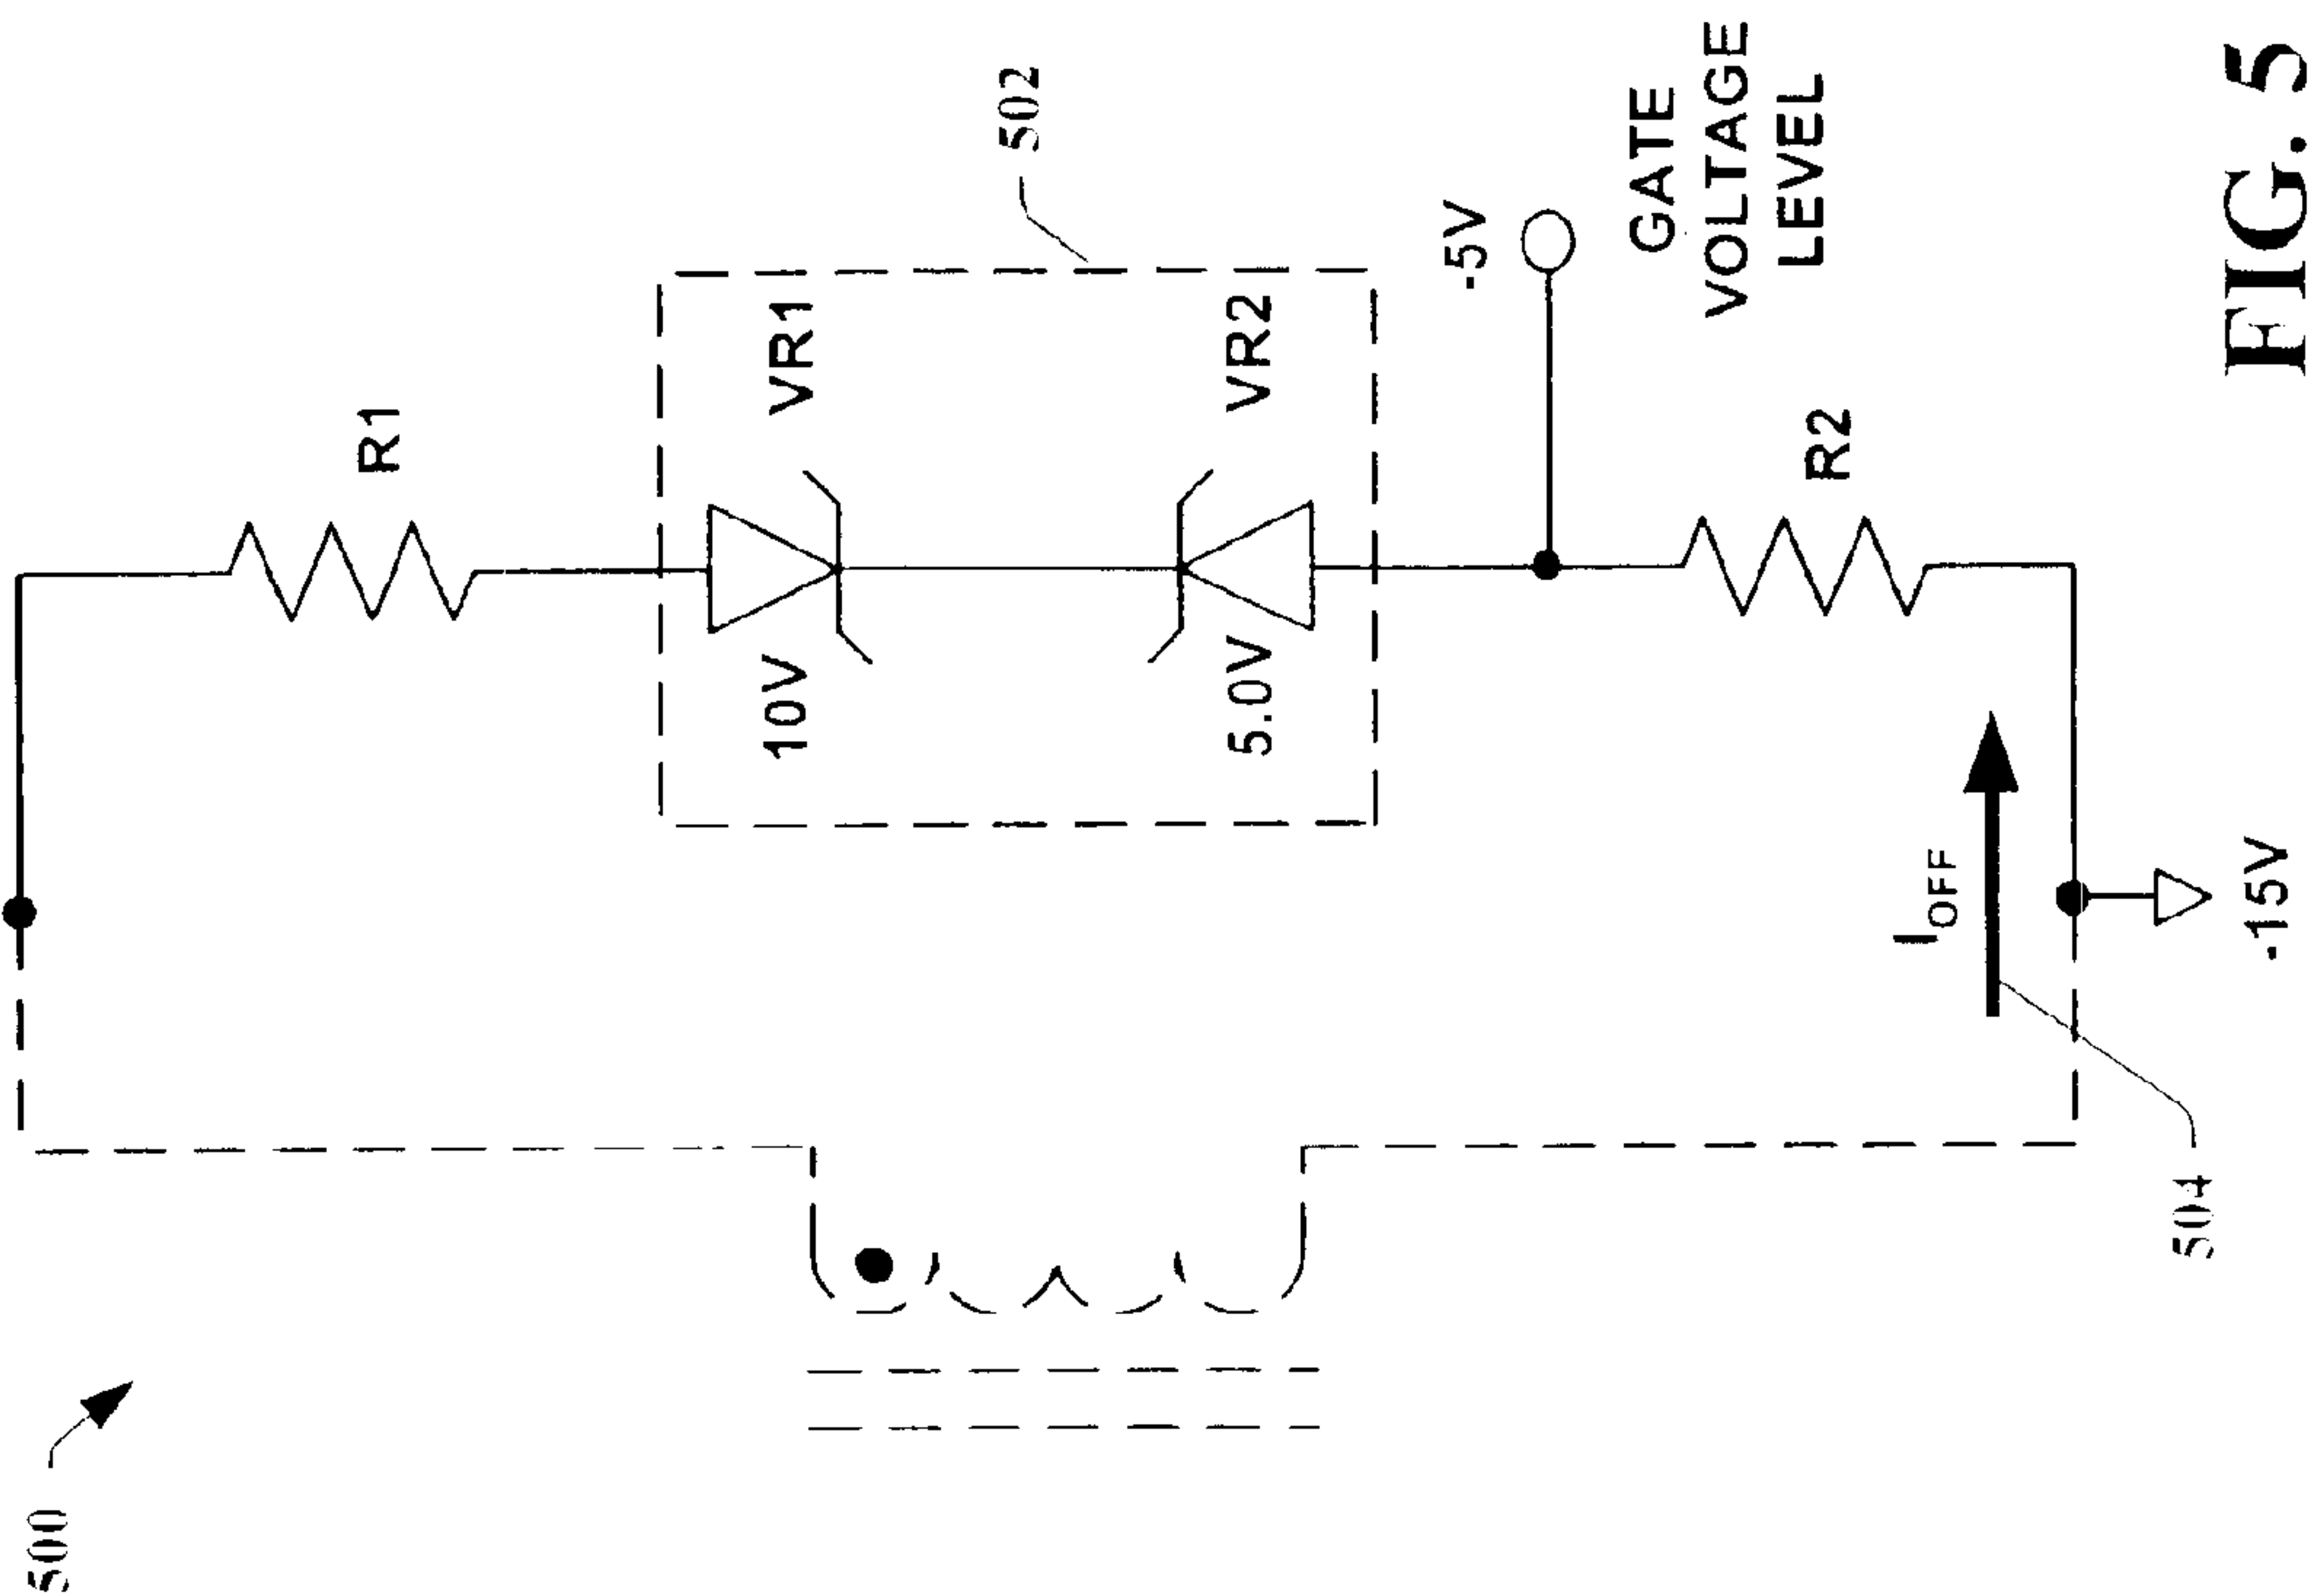 500
R1
502
10V
VR1
5.0V
VR2
-5V
GATE
VOLTAGE
LEVEL
R2
IOFF
504
-15V
FIG. 5